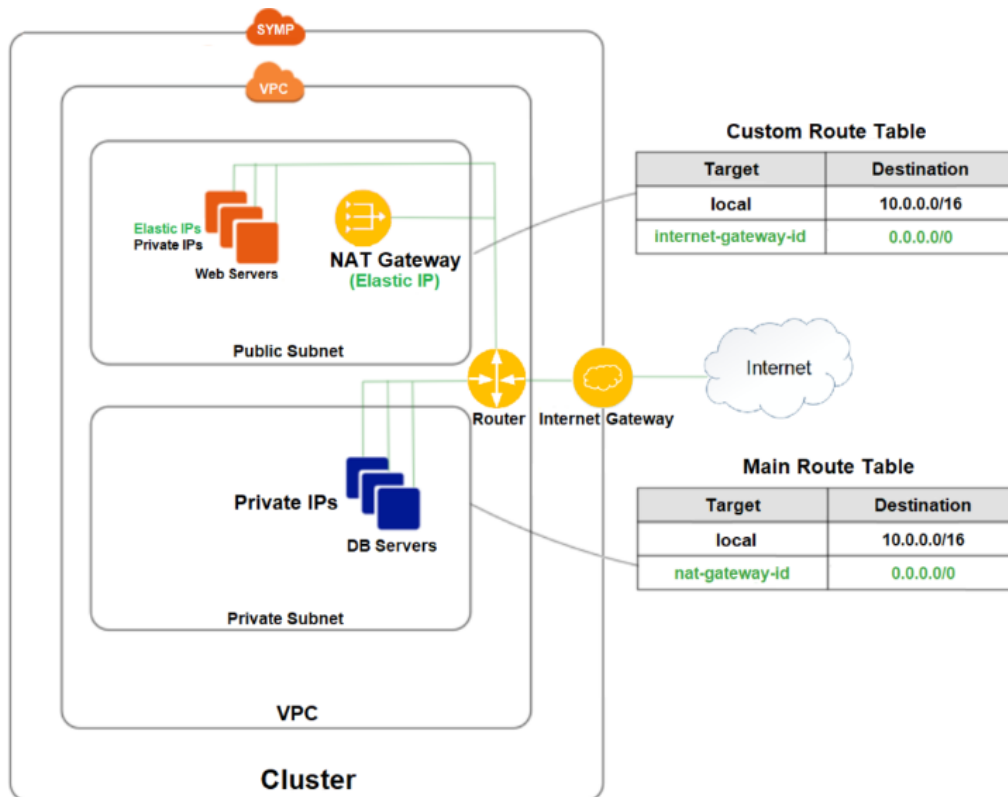 SYMP
VPC
Custom Route Table
Target Destination
local 10.0.0.0/16
internet-gateway-id 0.0.0.0/0
Elastic IPs
Private IPs
Web Servers
NAT Gateway
(Elastic IP)
Public Subnet
Router
Internet Gateway
Internet
Main Route Table
Target Destination
local 10.0.0.0/16
nat-gateway-id 0.0.0.0/0
Private IPs
DB Servers
Private Subnet
VPC
Cluster